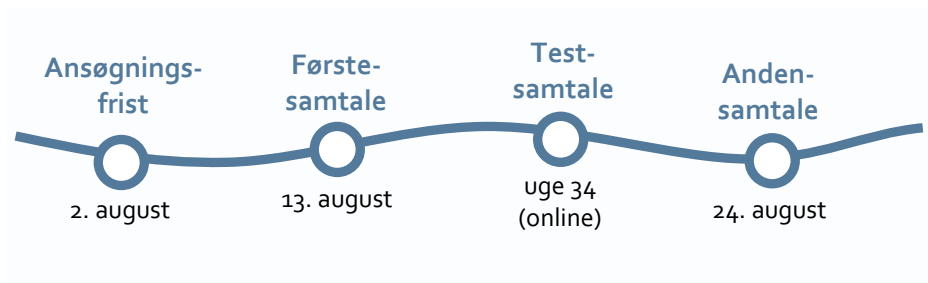 Ansøgnings-
frist
2. august
Første-
samtale
13. august
Test-
samtale
uge 34
(online)
Anden-
samtale
24. august